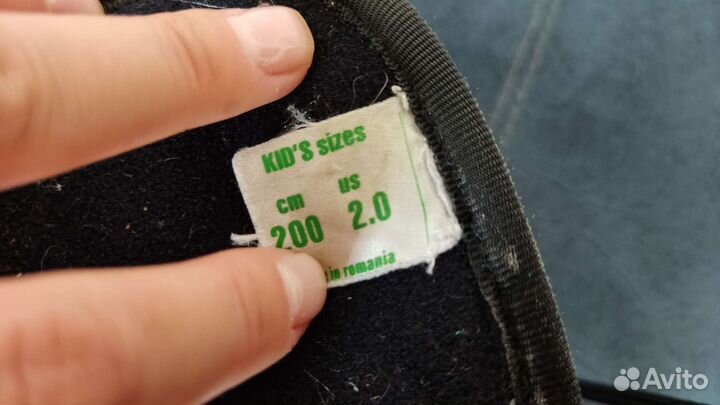 KID'S sizes
cm us
200 2.0
in romania
Avito